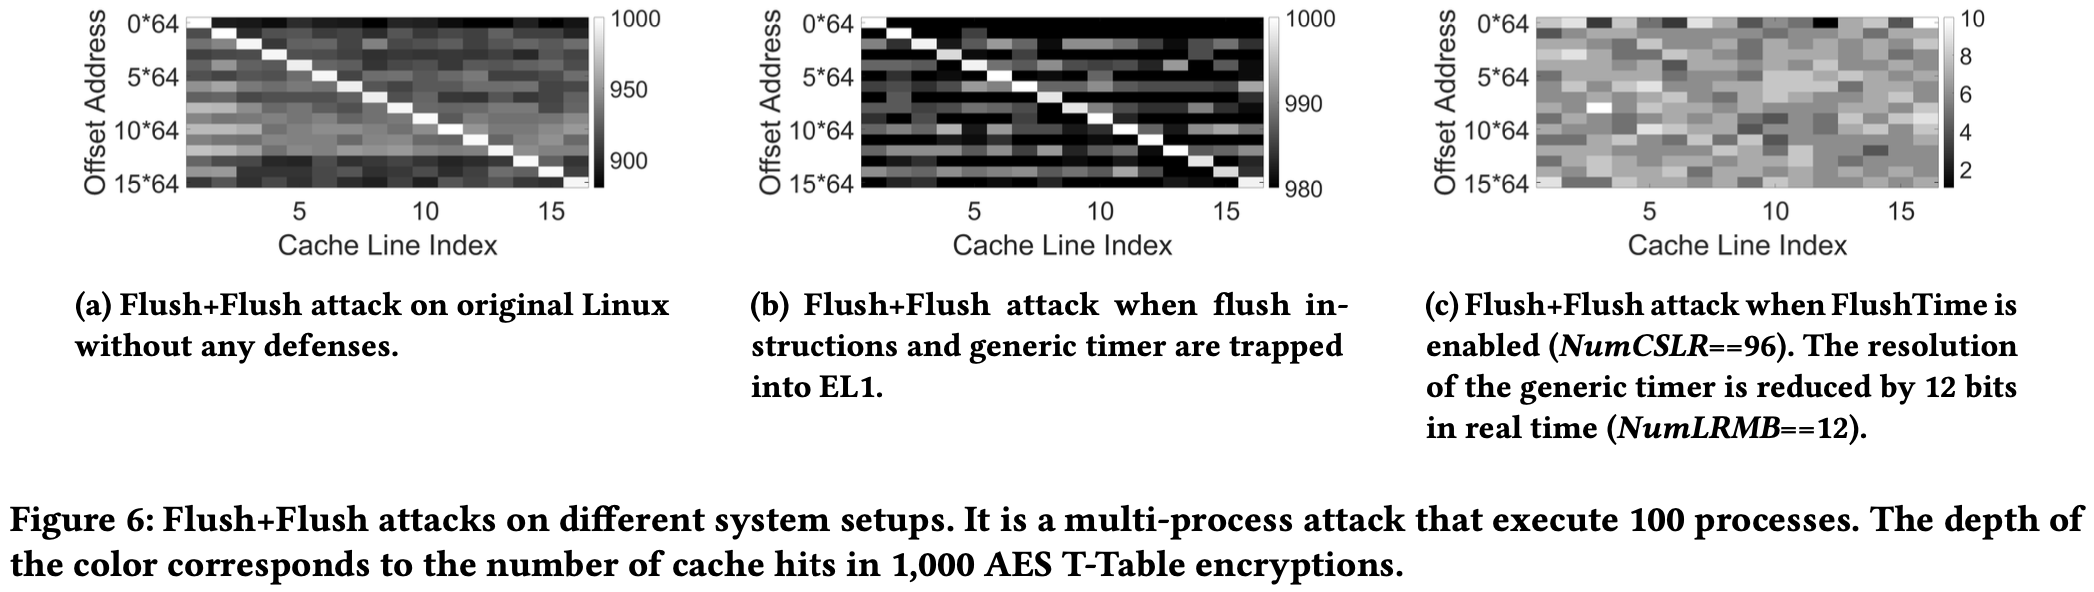 0*64
5*64
10*64
15*64
Offset Address
5 10 15
Cache Line Index
1000
950
900
(a) Flush+Flush attack on original Linux
without any defenses.
0*64
5*64
10*64
15*64
Offset Address
5 10 15
Cache Line Index
1000
990
980
(b) Flush+Flush attack when flush in-
structions and generic timer are trapped
into EL1.
0*64
5*64
10*64
15*64
Offset Address
5 10 15
Cache Line Index
10
8
6
4
2
(c) Flush+Flush attack when FlushTime is
enabled (NumCSLR==96). The resolution
of the generic timer is reduced by 12 bits
in real time (NumLRMB==12).
Figure 6: Flush+Flush attacks on different system setups. It is a multi-process attack that execute 100 processes. The depth of
the color corresponds to the number of cache hits in 1,000 AES T-Table encryptions.